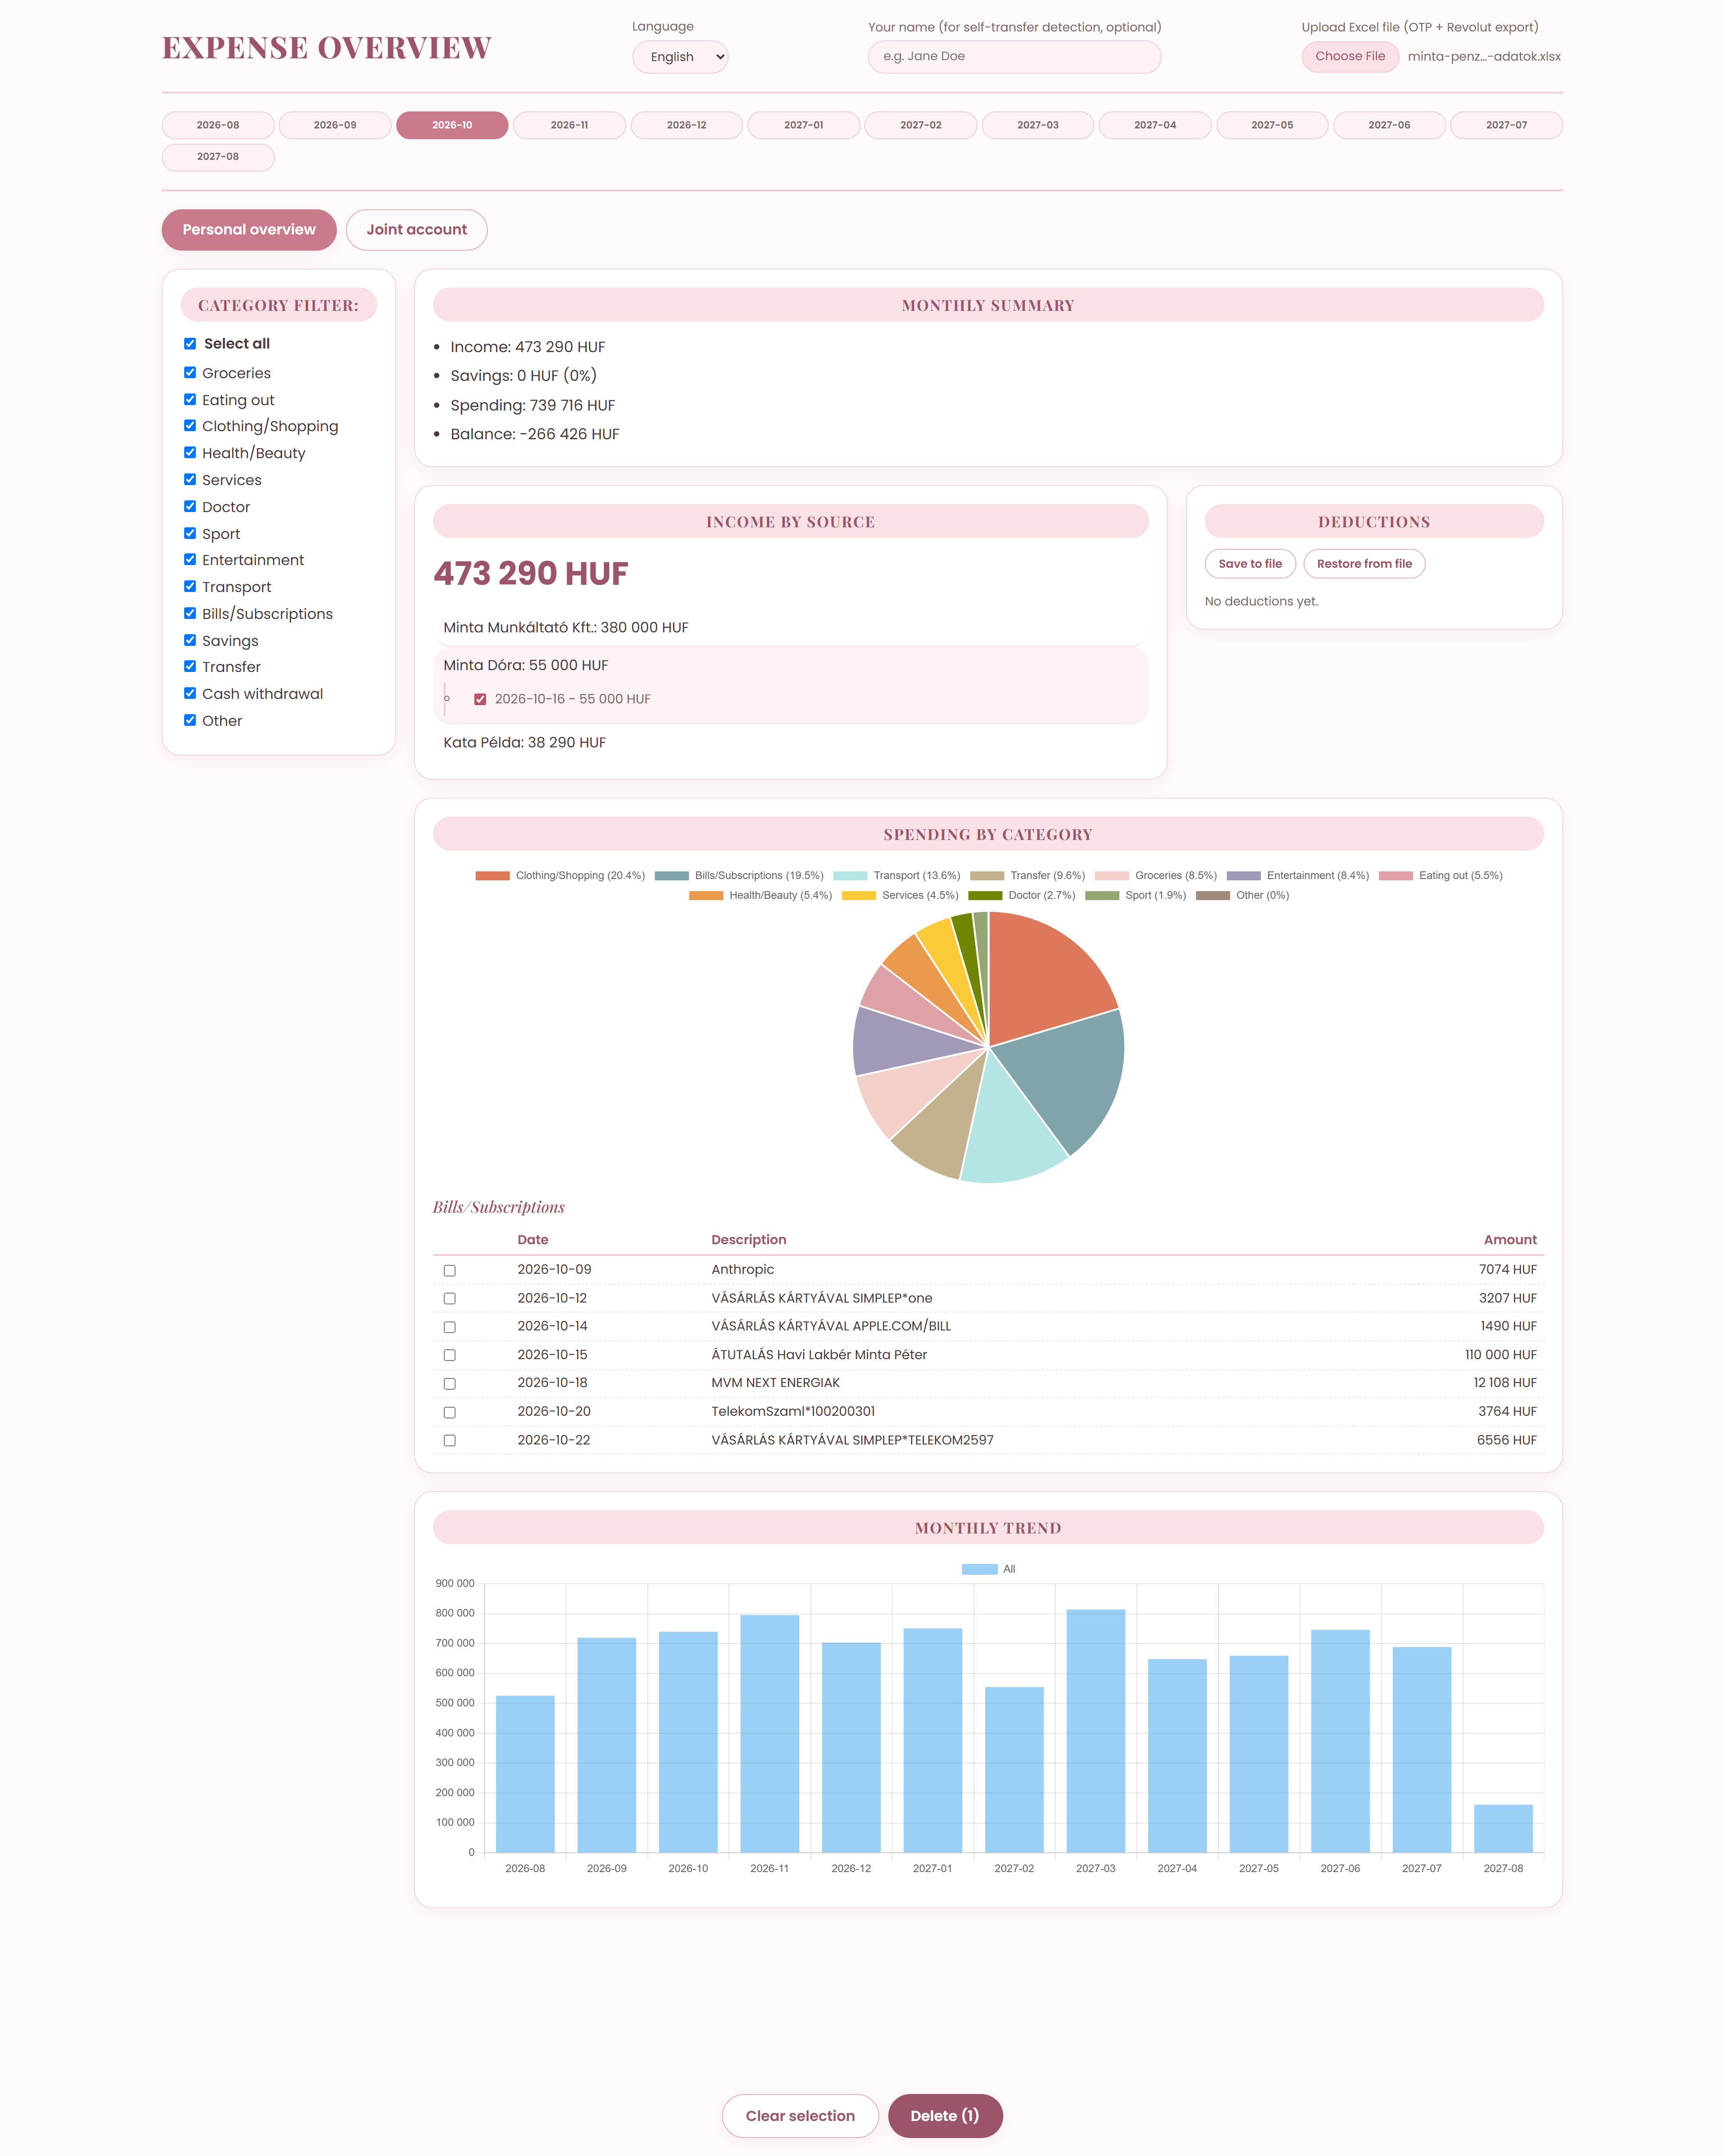 EXPENSE OVERVIEW
Language
English
Your name (for self-transfer detection, optional)
e.g. Jane Doe
Upload Excel file (OTP + Revolut export)
Choose File minta-penz...-adatok.xlsx
2026-08 2026-09 2026-10 2026-11 2026-12 2027-01 2027-02 2027-03 2027-04 2027-05 2027-06 2027-07
2027-08
Personal overview Joint account
CATEGORY FILTER:
Select all
Groceries
Eating out
Clothing/Shopping
Health/Beauty
Services
Doctor
Sport
Entertainment
Transport
Bills/Subscriptions
Savings
Transfer
Cash withdrawal
Other
MONTHLY SUMMARY
Income: 473 290 HUF
Savings: 0 HUF (0%)
Spending: 739 716 HUF
Balance: -266 426 HUF
INCOME BY SOURCE
473 290 HUF
Minta Munkáltató Kft.: 380 000 HUF
Minta Dóra: 55 000 HUF
2026-10-16 - 55 000 HUF
Kata Példa: 38 290 HUF
DEDUCTIONS
Save to file Restore from file
No deductions yet.
SPENDING BY CATEGORY
Clothing/Shopping (20.4%) Bills/Subscriptions (19.5%) Transport (13.6%) Transfer (9.6%) Groceries (8.5%) Entertainment (8.4%) Eating out (5.5%)
Health/Beauty (5.4%) Services (4.5%) Doctor (2.7%) Sport (1.9%) Other (0%)
Bills/Subscriptions
Date Description Amount
2026-10-09 Anthropic 7074 HUF
2026-10-12 VÁSÁRLÁS KÁRTYÁVAL SIMPLEP*one 3207 HUF
2026-10-14 VÁSÁRLÁS KÁRTYÁVAL APPLE.COM/BILL 1490 HUF
2026-10-15 ÁTUTALÁS Havi Lakbér Minta Péter 110 000 HUF
2026-10-18 MVM NEXT ENERGIAK 12 108 HUF
2026-10-20 TelekomSzaml*100200301 3764 HUF
2026-10-22 VÁSÁRLÁS KÁRTYÁVAL SIMPLEP*TELEKOM2597 6556 HUF
MONTHLY TREND
All
900 000
800 000
700 000
600 000
500 000
400 000
300 000
200 000
100 000
0
2026-08 2026-09 2026-10 2026-11 2026-12 2027-01 2027-02 2027-03 2027-04 2027-05 2027-06 2027-07 2027-08
Clear selection Delete (1)